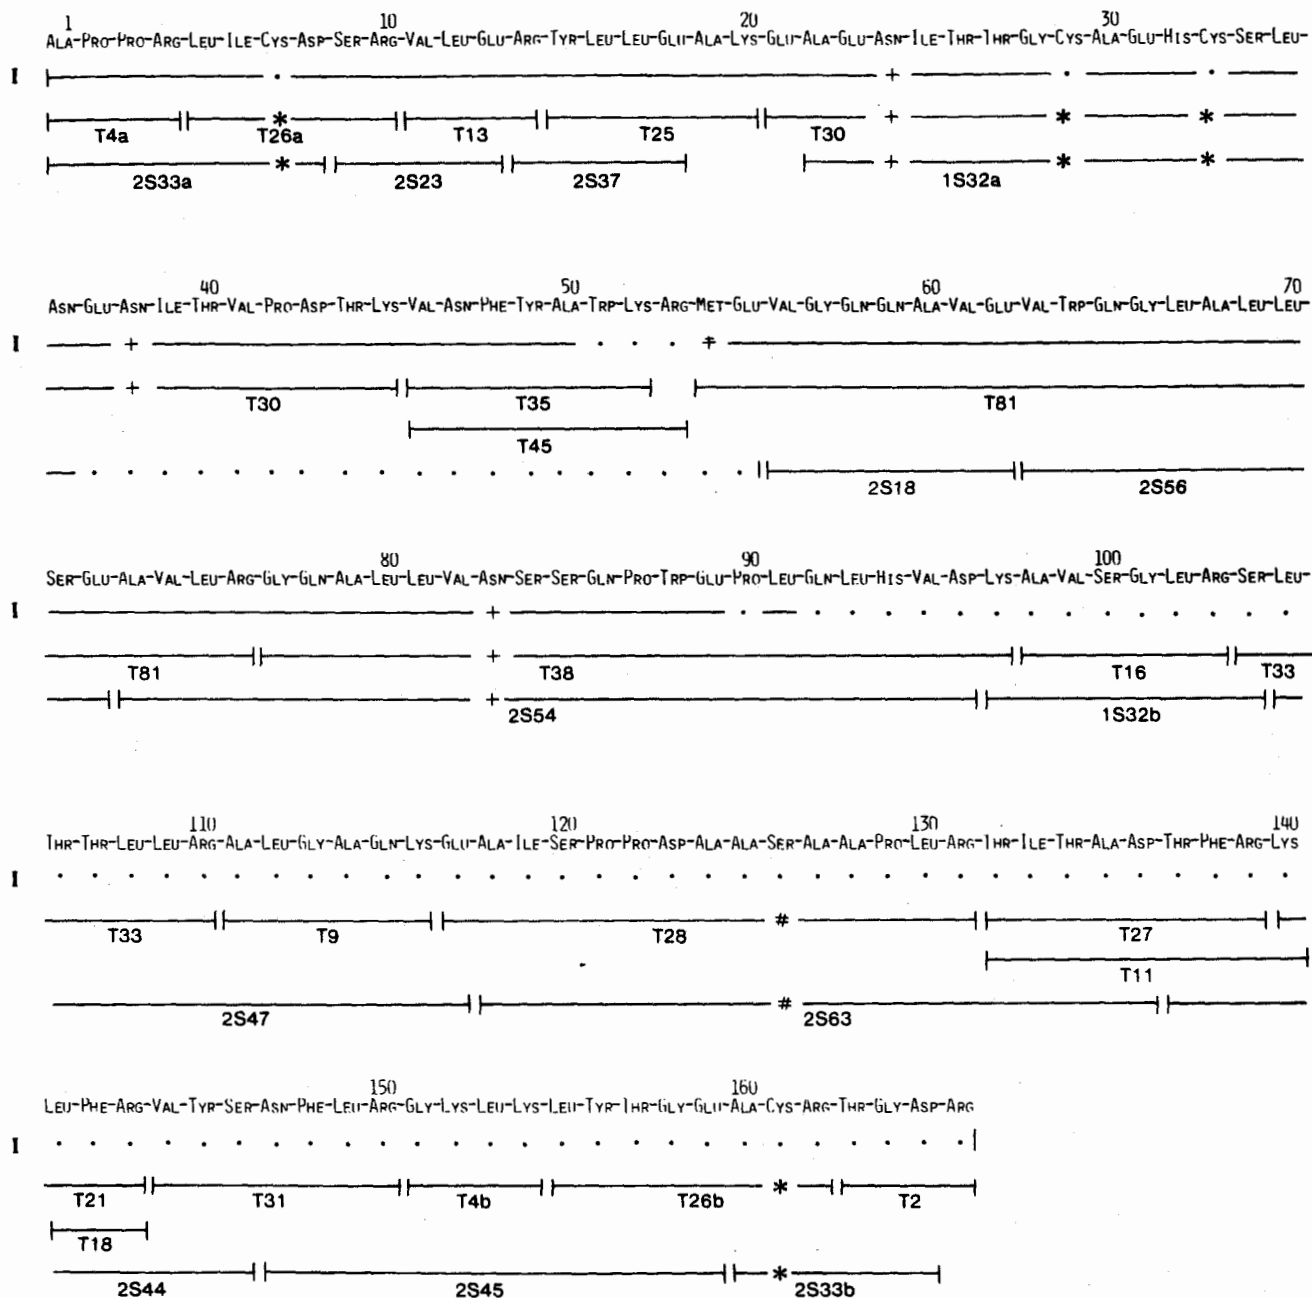 1 10 20 30
ALA-PRO-PRO-ARG-LEU-ILE-CYS-ASP-SER-ARG-VAL-LEU-GLU-ARG-TYR-LEU-LEU-GLU-ALA-LYS-GLU-ALA-GLU-ASN-ILE-THR-THR-GLY-CYS-ALA-GLU-HIS-CYS-SER-LEU-
I
T4a T26a T13 T25 T30
2S33a 2S23 2S37 1S32a
40 50 60 70
ASN-GLU-ASN-ILE-THR-VAL-PRO-ASP-THR-LYS-VAL-ASN-PHE-TYR-ALA-TRP-LYS-ARG-MET-GLU-VAL-GLY-GLN-GLN-ALA-VAL-GLU-VAL-TRP-GLN-GLY-LEU-ALA-LEU-LEU-
I
T30 T35 T81
T45
2S18 2S56
80 90 100
SER-GLU-ALA-VAL-LEU-ARG-GLY-GLN-ALA-LEU-LEU-VAL-ASN-SER-SER-GLN-PRO-TRP-GLU-PRO-LEU-GLN-LEU-HIS-VAL-ASP-LYS-ALA-VAL-SER-GLY-LEU-ARG-SER-LEU-
I
T81 T38 T16 T33
2S54 1S32b
110 120 130 140
THR-THR-LEU-LEU-ARG-ALA-LEU-GLY-ALA-GLN-LYS-GLU-ALA-ILE-SER-PRO-PRO-ASP-ALA-ALA-SER-ALA-ALA-PRO-LEU-ARG-THR-ILE-THR-ALA-ASP-THR-PHE-ARG-LYS
I
T33 T9 T28 # T27
T11
2S47 # 2S63
150 160
LEU-PHE-ARG-VAL-TYR-SER-ASN-PHE-LEU-ARG-GLY-LYS-LEU-LYS-LEU-TYR-THR-GLY-GLU-ALA-CYS-ARG-THR-GLY-ASP-ARG
I
T21 T31 T4b T26b T2
T18
2S44 2S45 2S33b